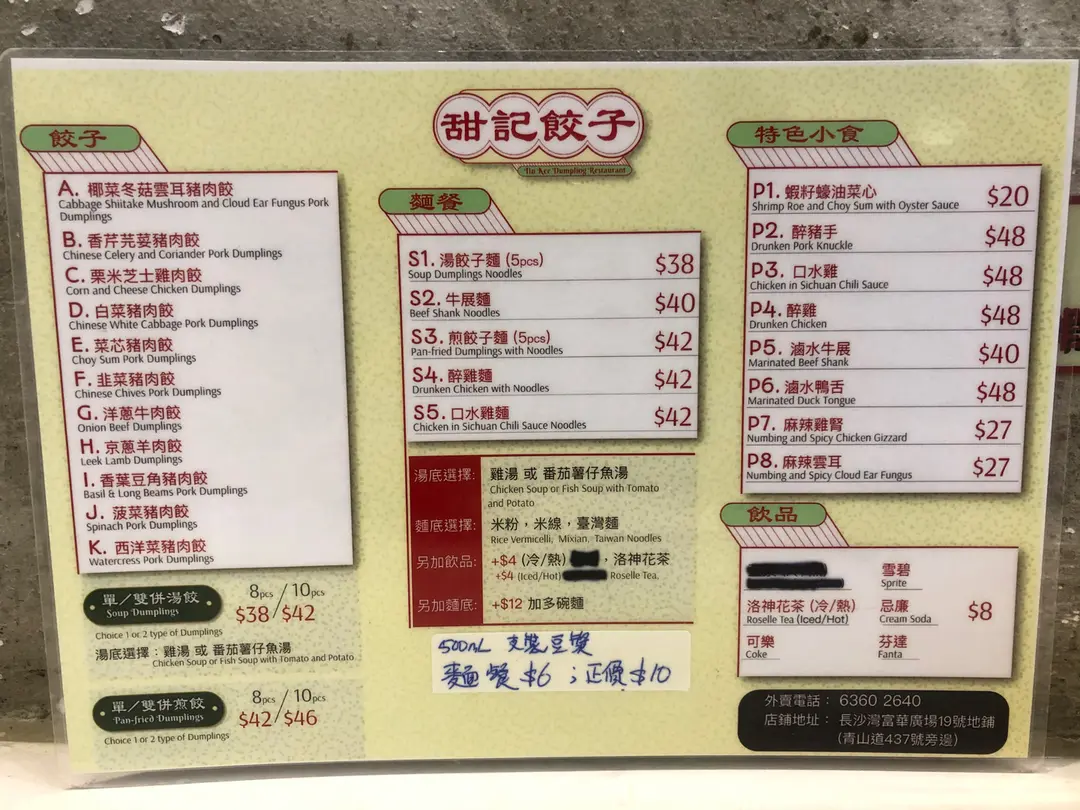 甜記餃子
Tin Kee Dumpling Restaurant
餃子
A. 椰菜冬菇雲耳豬肉餃
Cabbage Shiitake Mushroom and Cloud Ear Fungus Pork
Dumplings
B. 香芹芫荽豬肉餃
Chinese Celery and Coriander Pork Dumplings
C. 粟米芝士雞肉餃
Corn and Cheese Chicken Dumplings
D. 白菜豬肉餃
Chinese White Cabbage Pork Dumplings
E. 菜芯豬肉餃
Choy Sum Pork Dumplings
F. 韭菜豬肉餃
Chinese Chives Pork Dumplings
G. 洋蔥牛肉餃
Onion Beef Dumplings
H. 京蔥羊肉餃
Leek Lamb Dumplings
I. 香葉豆角豬肉餃
Basil & Long Beams Pork Dumplings
J. 菠菜豬肉餃
Spinach Pork Dumplings
K. 西洋菜豬肉餃
Watercress Pork Dumplings
單／雙併湯餃 8pcs／10pcs
Soup Dumplings $38／$42
Choice 1 or 2 type of Dumplings
湯底選擇：雞湯 或 番茄薯仔魚湯
Chicken Soup or Fish Soup with Tomato and Potato
單／雙併煎餃 8pcs／10pcs
Pan-fried Dumplings $42／$46
Choice 1 or 2 type of Dumplings
麵餐
S1. 湯餃子麵 (5pcs) $38
Soup Dumplings Noodles
S2. 牛展麵 $40
Beef Shank Noodles
S3. 煎餃子麵 (5pcs) $42
Pan-fried Dumplings with Noodles
S4. 醉雞麵 $42
Drunken Chicken with Noodles
S5. 口水雞麵 $42
Chicken in Sichuan Chili Sauce Noodles
湯底選擇: 雞湯 或 番茄薯仔魚湯
Chicken Soup or Fish Soup with Tomato
and Potato
麵底選擇: 米粉，米線，臺灣麵
Rice Vermicelli, Mixian, Taiwan Noodles
另加飲品: +$4 (冷/熱) ，洛神花茶
+$4 (Iced/Hot) Roselle Tea.
另加麵底: +$12 加多碗麵
500mL 支裝豆漿
麵餐 $6 ；正價 $10
特色小食
P1. 蝦籽蠔油菜心 $20
Shrimp Roe and Choy Sum with Oyster Sauce
P2. 醉豬手 $48
Drunken Pork Knuckle
P3. 口水雞 $48
Chicken in Sichuan Chili Sauce
P4. 醉雞 $48
Drunken Chicken
P5. 滷水牛展 $40
Marinated Beef Shank
P6. 滷水鴨舌 $48
Marinated Duck Tongue
P7. 麻辣雞腎 $27
Numbing and Spicy Chicken Gizzard
P8. 麻辣雲耳 $27
Numbing and Spicy Cloud Ear Fungus
飲品
雪碧
Sprite
洛神花茶 (冷/熱) 忌廉 $8
Roselle Tea (Iced/Hot) Cream Soda
可樂 芬達
Coke Fanta
外賣電話： 6360 2640
店鋪地址： 長沙灣富華廣場19號地鋪
(青山道437號旁邊)